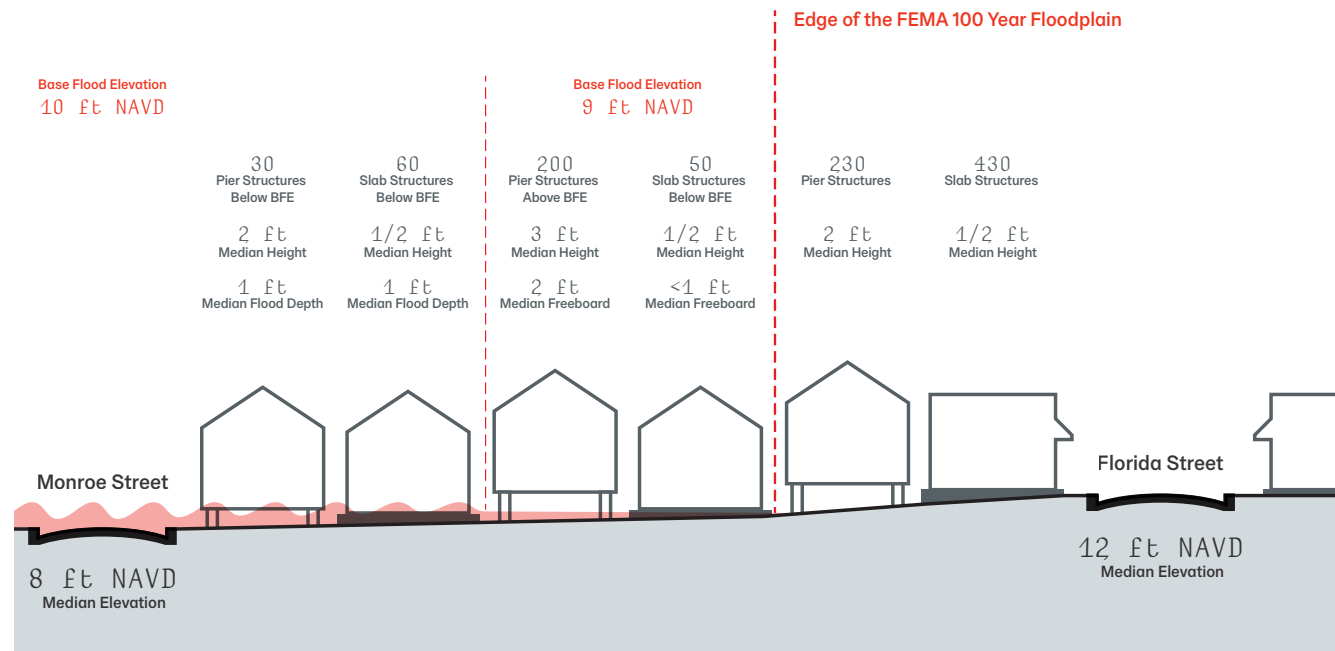 Edge of the FEMA 100 Year Floodplain
Base Flood Elevation
10 ft NAVD
Base Flood Elevation
9 ft NAVD
30
Pier Structures
Below BFE
2 ft
Median Height
1 ft
Median Flood Depth
60
Slab Structures
Below BFE
1/2 ft
Median Height
1 ft
Median Flood Depth
200
Pier Structures
Above BFE
3 ft
Median Height
2 ft
Median Freeboard
50
Slab Structures
Below BFE
1/2 ft
Median Height
<1 ft
Median Freeboard
230
Pier Structures
2 ft
Median Height
430
Slab Structures
1/2 ft
Median Height
Monroe Street
8 ft NAVD
Median Elevation
Florida Street
12 ft NAVD
Median Elevation